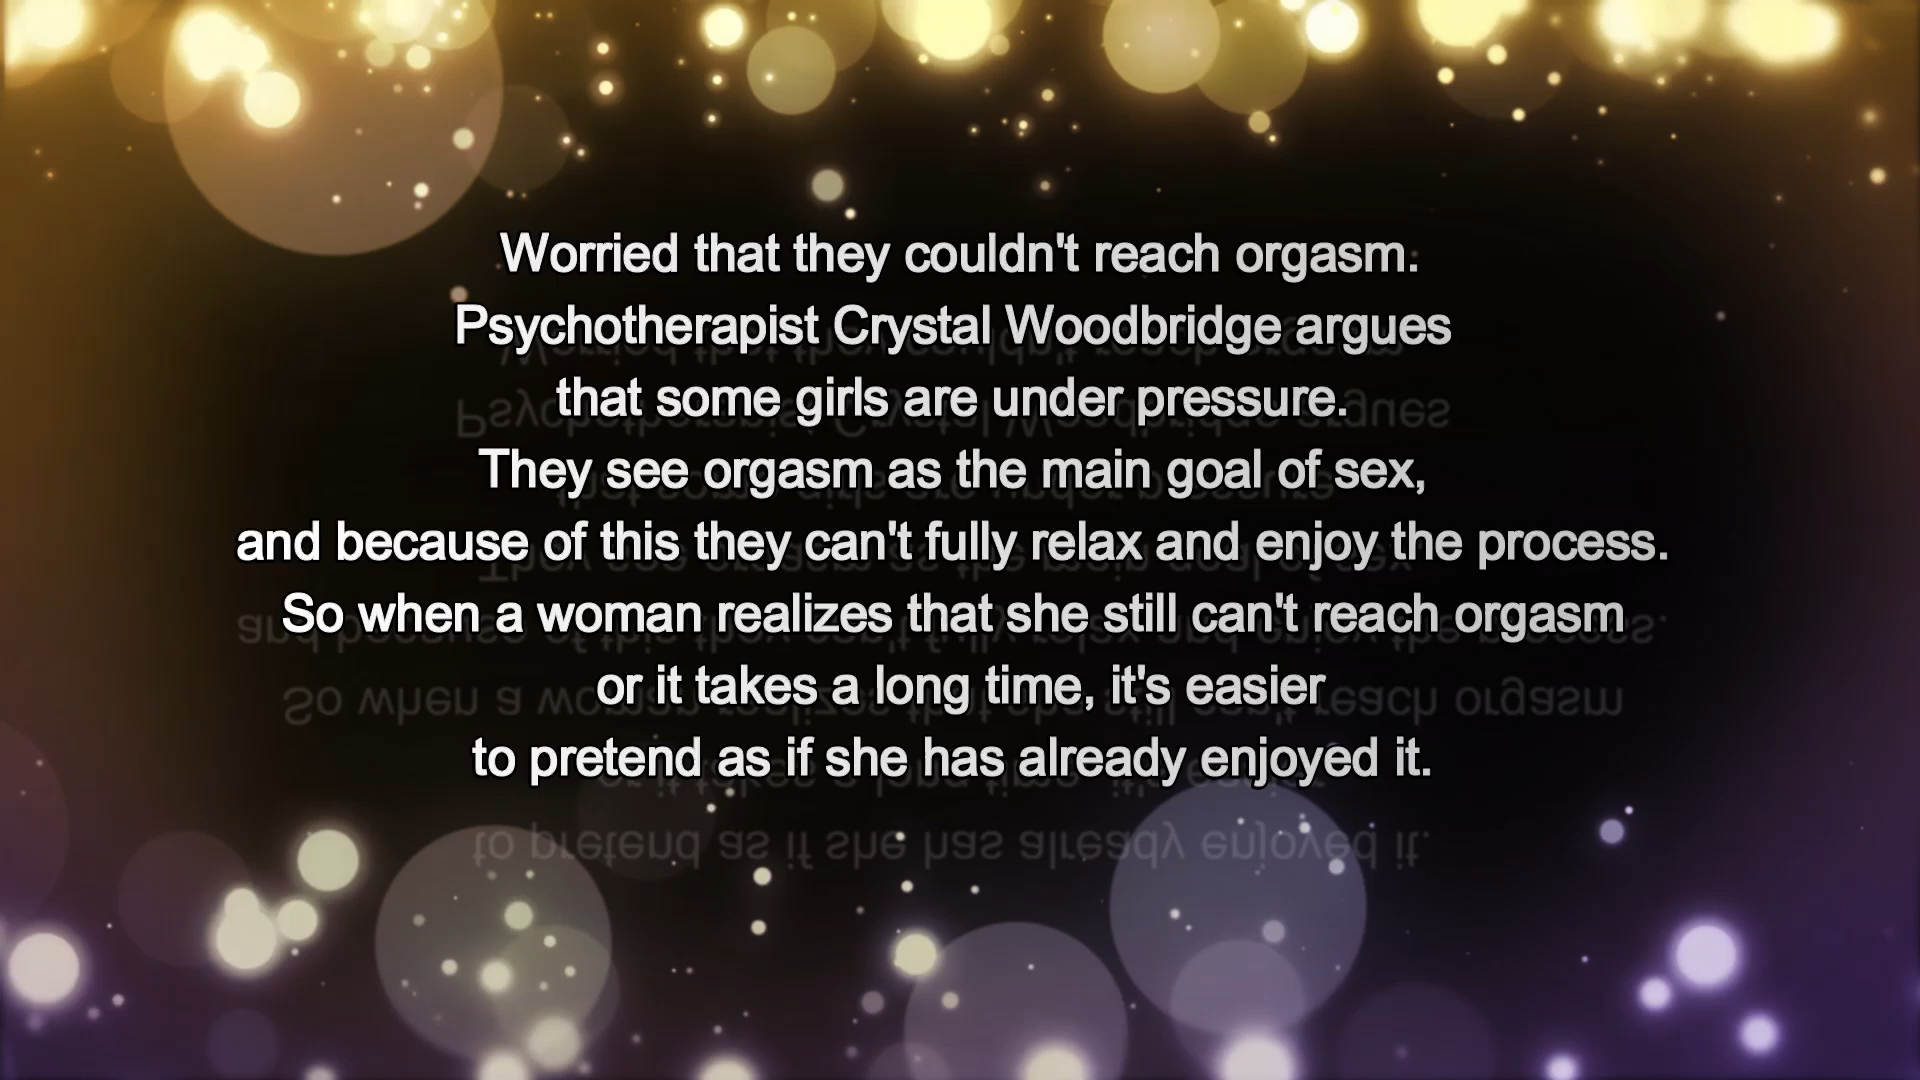 Worried that they couldn't reach orgasm.
Psychotherapist Crystal Woodbridge argues
that some girls are under pressure.
They see orgasm as the main goal of sex,
and because of this they can't fully relax and enjoy the process.
So when a woman realizes that she still can't reach orgasm
or it takes a long time, it's easier
to pretend as if she has already enjoyed it.